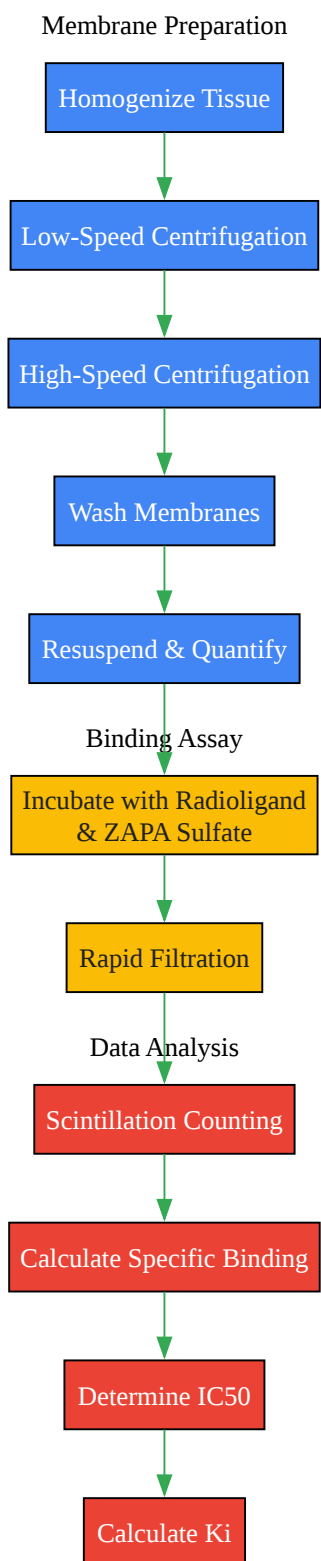 Membrane Preparation
Homogenize Tissue
Low-Speed Centrifugation
High-Speed Centrifugation
Wash Membranes
Resuspend & Quantify
Binding Assay
Incubate with Radioligand
& ZAPA Sulfate
Rapid Filtration
Data Analysis
Scintillation Counting
Calculate Specific Binding
Determine IC50
Calculate Ki